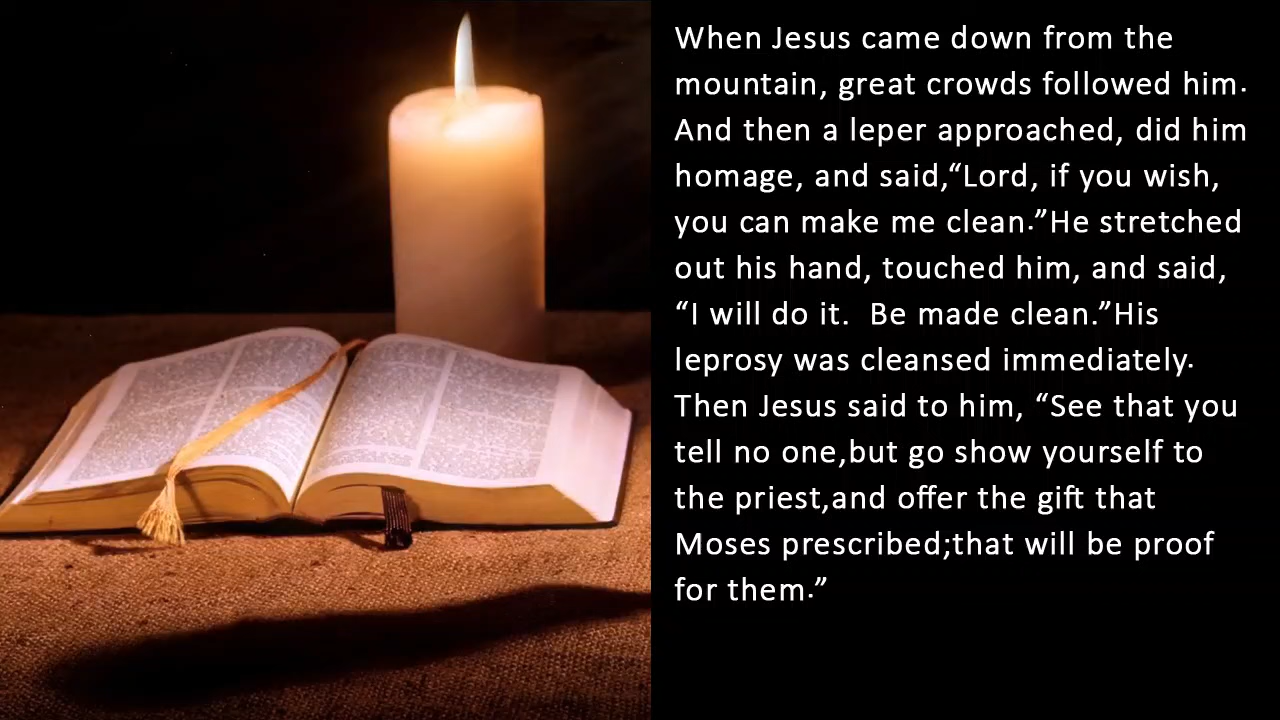 When Jesus came down from the
mountain, great crowds followed him.
And then a leper approached, did him
homage, and said,“Lord, if you wish,
you can make me clean.”He stretched
out his hand, touched him, and said,
“I will do it.  Be made clean.”His
leprosy was cleansed immediately.
Then Jesus said to him, “See that you
tell no one,but go show yourself to
the priest,and offer the gift that
Moses prescribed;that will be proof
for them.”